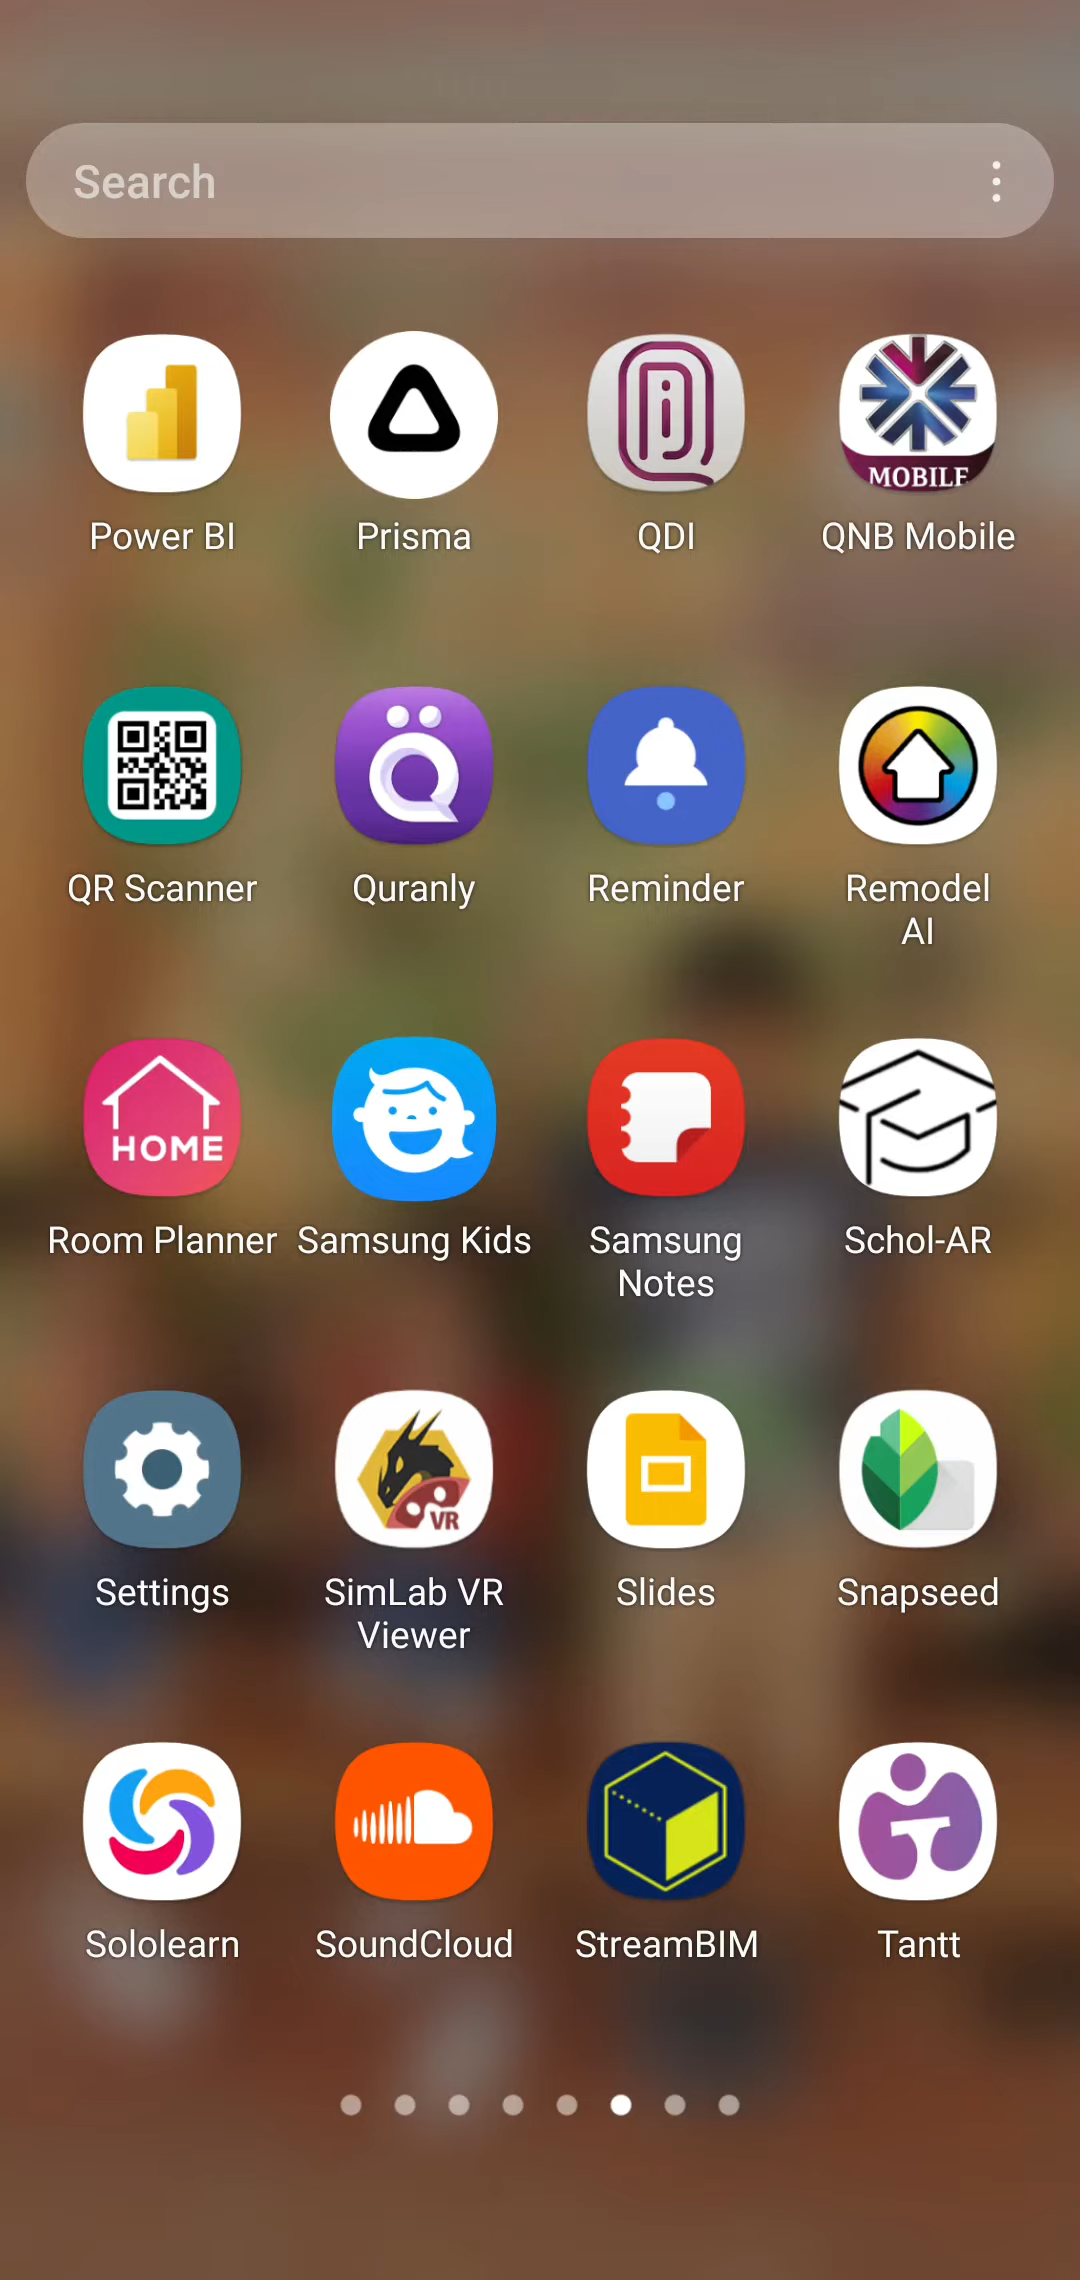 Search
MOBILE
Power BI
Prisma
QDI
QNB Mobile
QR Scanner
Quranly
Reminder
Remodel
AI
HOME
Room Planner
Samsung Kids
Samsung
Notes
Schol-AR
VR
Settings
SimLab VR
Viewer
Slides
Snapseed
Sololearn
SoundCloud
StreamBIM
Tantt